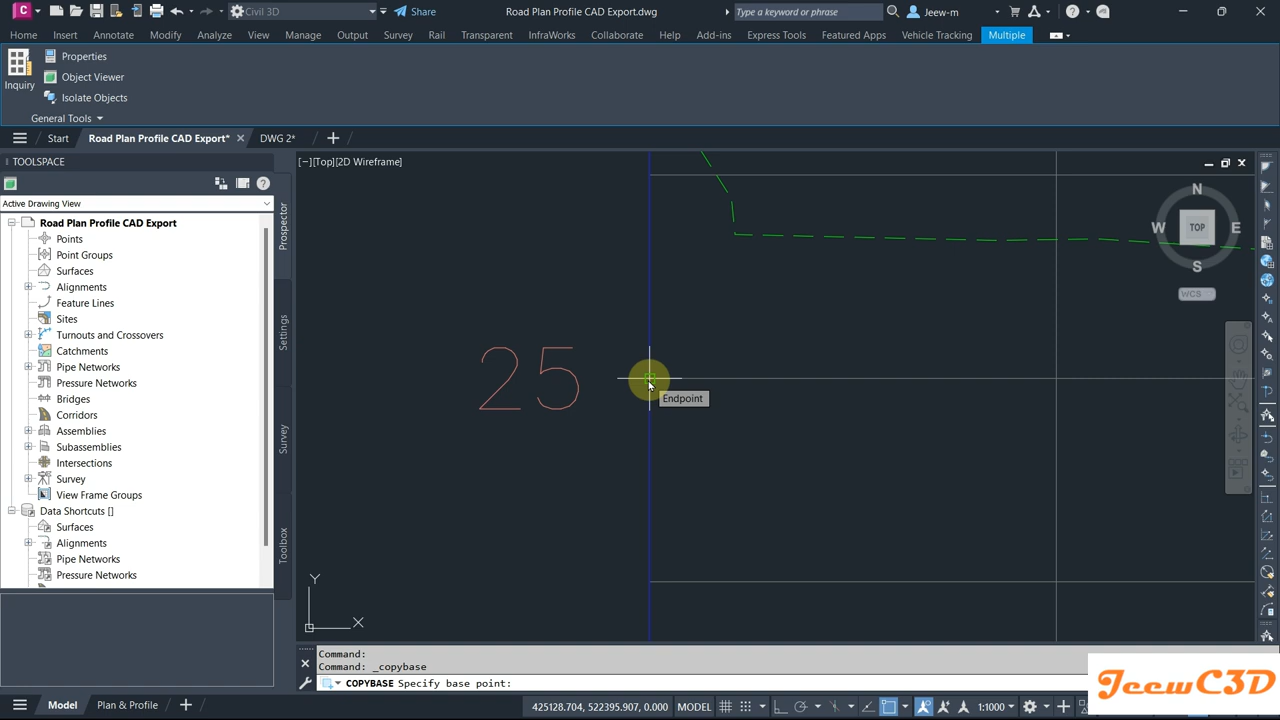 C 3D
Civil 3D
Share
Road Plan Profile CAD Export.dwg
Type a keyword or phrase
Jeew-m
Home Insert Annotate Modify Analyze View Manage Output Survey Rail Transparent InfraWorks Collaborate Help Add-ins Express Tools Featured Apps Vehicle Tracking Multiple
Inquiry
Properties
Object Viewer
Isolate Objects
General Tools
Start
Road Plan Profile CAD Export*
DWG 2*
TOOLSPACE
Active Drawing View
Road Plan Profile CAD Export
Points
Point Groups
Surfaces
Alignments
Feature Lines
Sites
Turnouts and Crossovers
Catchments
Pipe Networks
Pressure Networks
Bridges
Corridors
Assemblies
Subassemblies
Intersections
Survey
View Frame Groups
Data Shortcuts []
Surfaces
Alignments
Pipe Networks
Pressure Networks
Prospector
Settings
Survey
Toolbox
[−][Top][2D Wireframe]
N
W TOP E
S
WCS
25
Endpoint
Y
X
Command:
Command: _copybase
COPYBASE Specify base point:
JeewC3D
Model
Plan & Profile
425128.704, 522395.907, 0.000 MODEL
1:1000